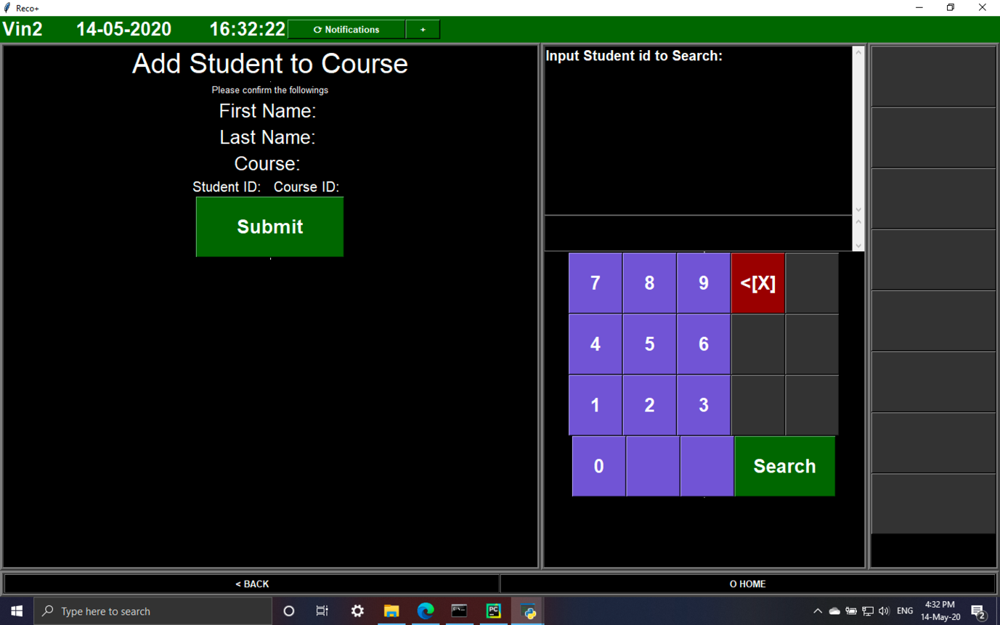 Reco+
Vin2 14-05-2020 16:32:22 Notifications +
Add Student to Course
Please confirm the followings
First Name:
Last Name:
Course:
Student ID: Course ID:
Submit
Input Student id to Search:
7 8 9 <[X]
4 5 6
1 2 3
0 Search
< BACK
O HOME
Type here to search
PC
ENG
4:32 PM
14-May-20
2